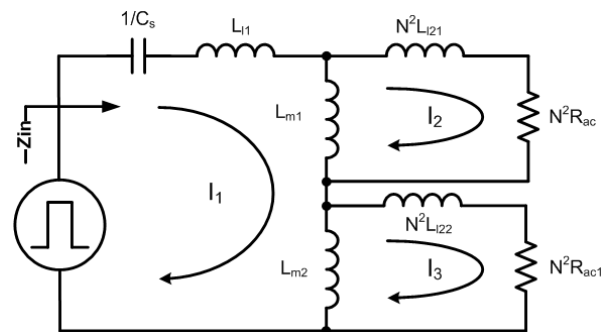 1/Cₛ
Lₗ₁
N²Lₗ₂₁
Zin
Lₘ₁
I₂
N²Rₐc
I₁
N²Lₗ₂₂
Lₘ₂
I₃
N²Rₐc₁